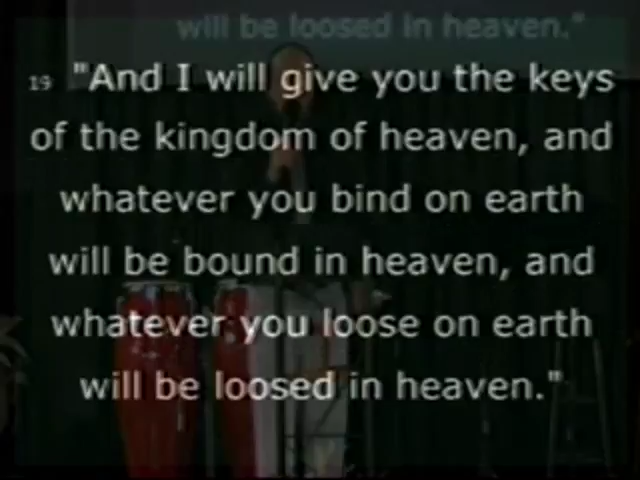 will be loosed in heaven."
19 "And I will give you the keys
of the kingdom of heaven, and
whatever you bind on earth
will be bound in heaven, and
whatever you loose on earth
will be loosed in heaven."